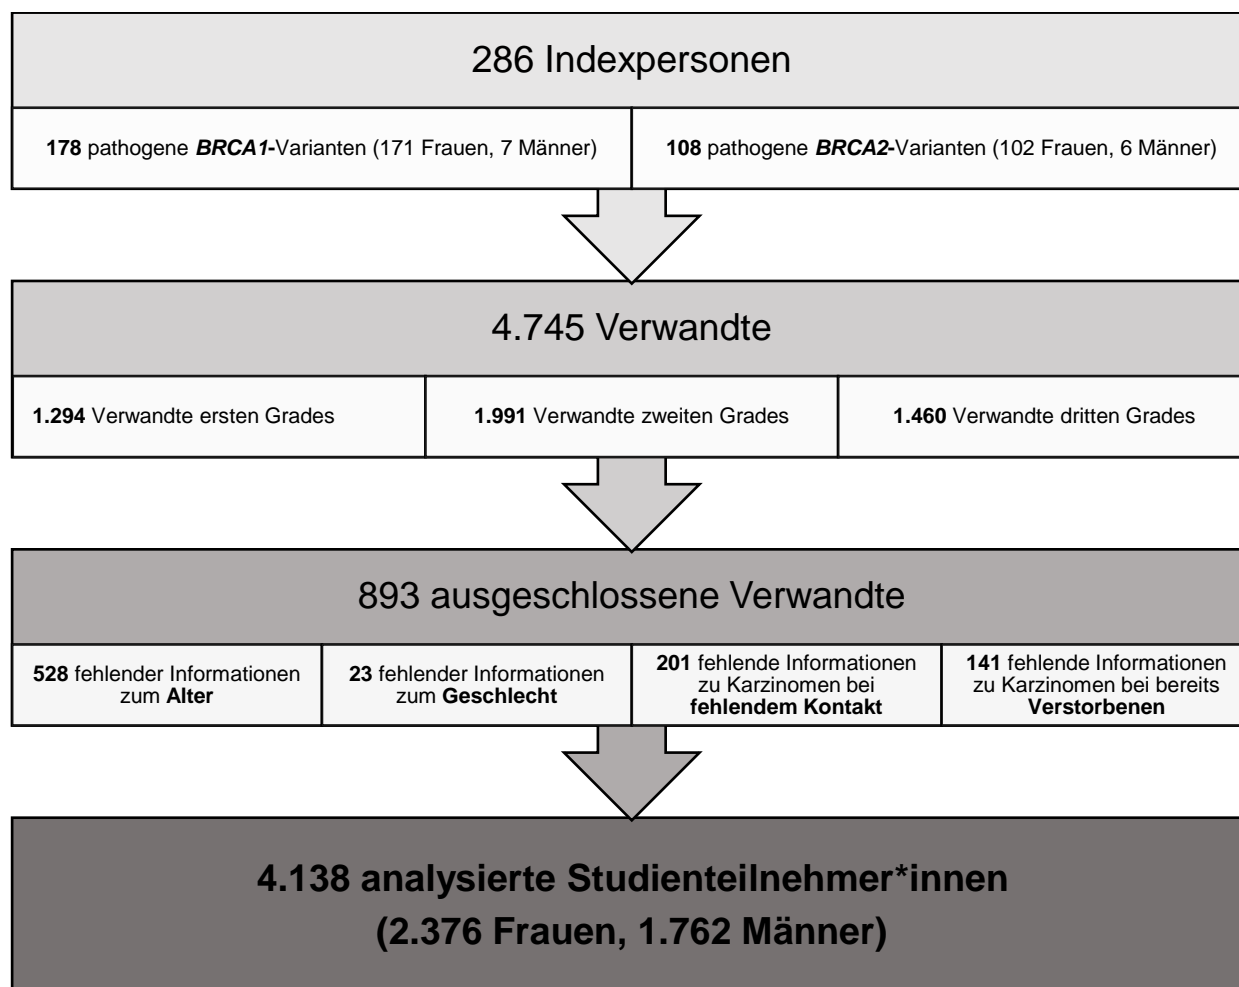 286 Indexpersonen
178 pathogene BRCA1-Varianten (171 Frauen, 7 Männer)
108 pathogene BRCA2-Varianten (102 Frauen, 6 Männer)
4.745 Verwandte
1.294 Verwandte ersten Grades
1.991 Verwandte zweiten Grades
1.460 Verwandte dritten Grades
893 ausgeschlossene Verwandte
528 fehlender Informationen
zum Alter
23 fehlender Informationen
zum Geschlecht
201 fehlende Informationen
zu Karzinomen bei
fehlendem Kontakt
141 fehlende Informationen
zu Karzinomen bei bereits
Verstorbenen
4.138 analysierte Studienteilnehmer*innen
(2.376 Frauen, 1.762 Männer)